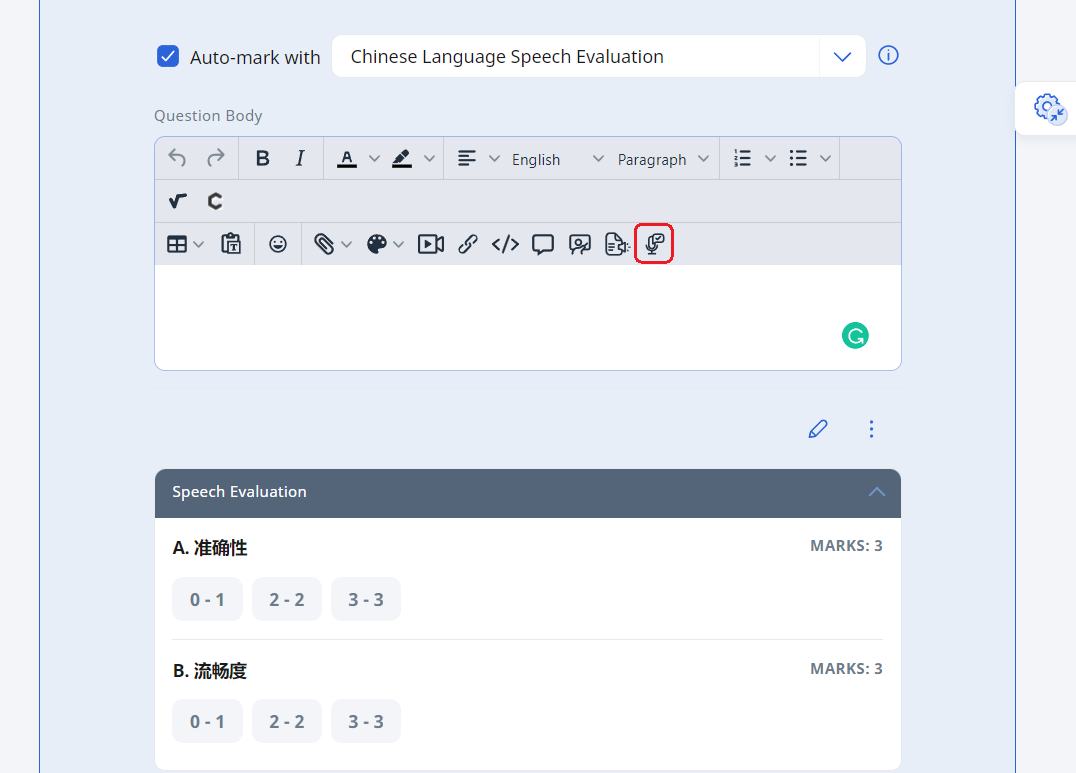 Auto-mark with
Chinese Language Speech Evaluation
Question Body
English
Paragraph
Speech Evaluation
A. 准确性
MARKS: 3
0 - 1
2 - 2
3 - 3
B. 流畅度
MARKS: 3
0 - 1
2 - 2
3 - 3